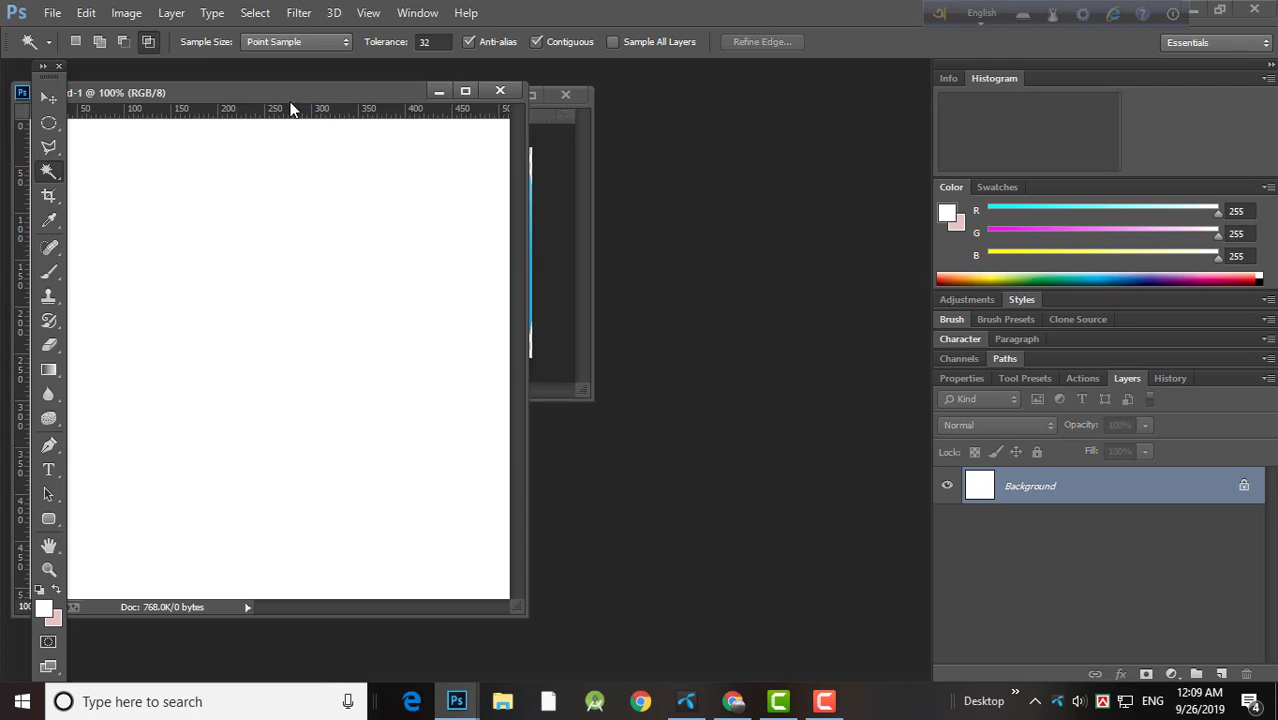 Ps File Edit Image Layer Type Select Filter 3D View Window Help English
Sample Size: Point Sample Tolerance: 32 Anti-alias Contiguous Sample All Layers Refine Edge... Essentials
Ps d-1 @ 100% (RGB/8)
50 100 150 200 250 300 350 400 450
Info Histogram
Color Swatches
R 255
G 255
B 255
Adjustments Styles
Brush Brush Presets Clone Source
Character Paragraph
Channels Paths
Properties Tool Presets Actions Layers History
Kind
Normal Opacity: 100%
Lock: Fill: 100%
Background
100 Doc: 768.0K/0 bytes
Type here to search Desktop ENG 12:09 AM
9/26/2019 4